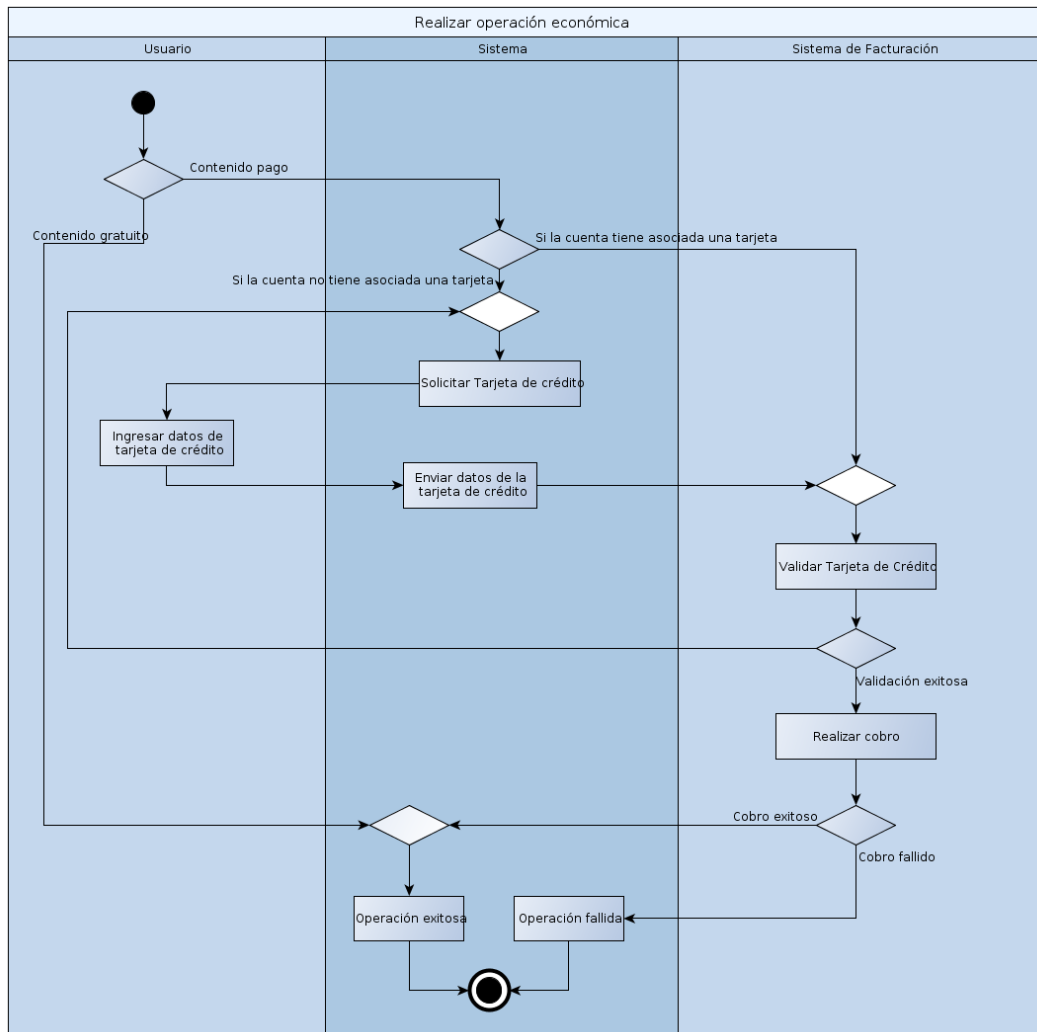 Realizar operación económica
Usuario
Sistema
Sistema de Facturación
Contenido pago
Contenido gratuito
Si la cuenta tiene asociada una tarjeta
Si la cuenta no tiene asociada una tarjeta
Solicitar Tarjeta de crédito
Ingresar datos de
tarjeta de crédito
Enviar datos de la
tarjeta de crédito
Validar Tarjeta de Crédito
Validación exitosa
Realizar cobro
Cobro exitoso
Cobro fallido
Operación exitosa
Operación fallida